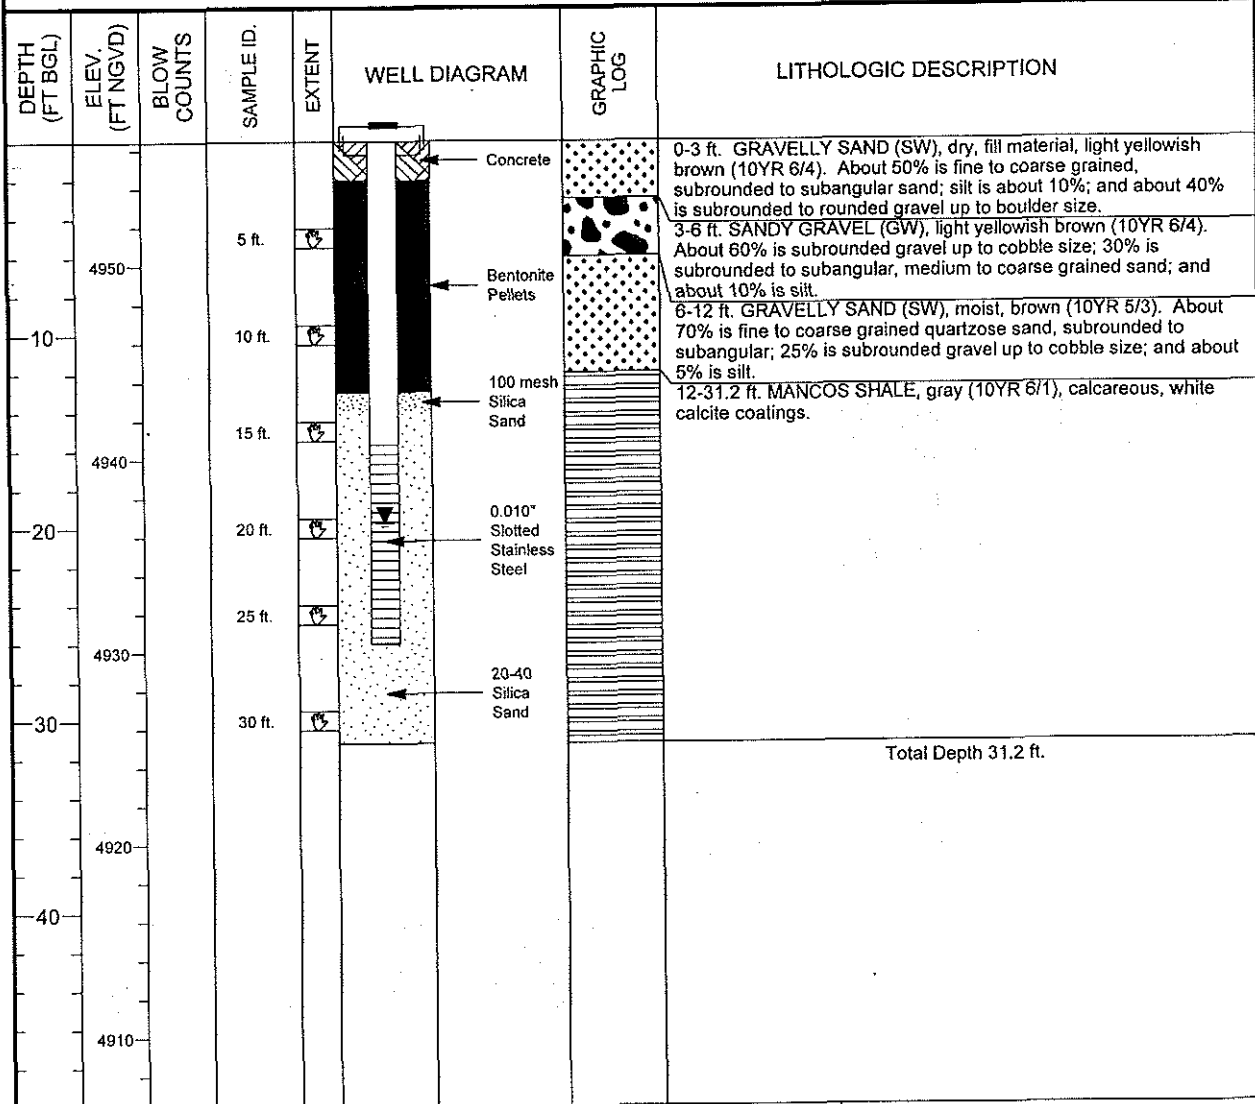 DEPTH
(FT BGL)
ELEV.
(FT NGVD)
BLOW
COUNTS
SAMPLE ID.
EXTENT
WELL DIAGRAM
GRAPHIC
LOG
LITHOLOGIC DESCRIPTION
Concrete
0-3 ft. GRAVELLY SAND (SW), dry, fill material, light yellowish
brown (10YR 6/4). About 50% is fine to coarse grained,
subrounded to subangular sand; silt is about 10%; and about 40%
is subrounded to rounded gravel up to boulder size.
3-6 ft. SANDY GRAVEL (GW), light yellowish brown (10YR 6/4).
About 60% is subrounded gravel up to cobble size; 30% is
subrounded to subangular, medium to coarse grained sand; and
about 10% is silt.
5 ft.
4950
Bentonite
Pellets
6-12 ft. GRAVELLY SAND (SW), moist, brown (10YR 5/3). About
70% is fine to coarse grained quartzose sand, subrounded to
subangular; 25% is subrounded gravel up to cobble size; and about
5% is silt.
10
10 ft.
100 mesh
Silica
Sand
12-31.2 ft. MANCOS SHALE, gray (10YR 6/1), calcareous, white
calcite coatings.
15 ft.
4940
20
20 ft.
0.010"
Slotted
Stainless
Steel
25 ft.
4930
20-40
Silica
Sand
30
30 ft.
Total Depth 31.2 ft.
4920
40
4910